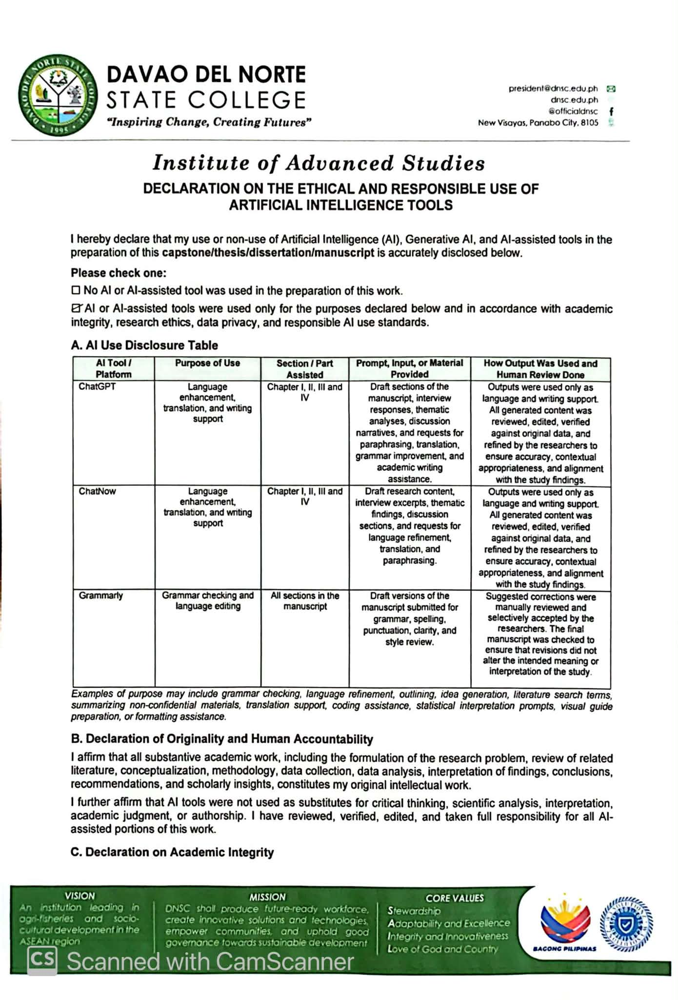 DAVAO DEL NORTE STATE COLLEGE
1995
DAVAO DEL NORTE
STATE COLLEGE
“Inspiring Change, Creating Futures”
president@dnsc.edu.ph
dnsc.edu.ph
@officialdnsc
New Visayas, Panabo City, 8105
Institute of Advanced Studies
DECLARATION ON THE ETHICAL AND RESPONSIBLE USE OF
ARTIFICIAL INTELLIGENCE TOOLS
I hereby declare that my use or non-use of Artificial Intelligence (AI), Generative AI, and AI-assisted tools in the
preparation of this capstone/thesis/dissertation/manuscript is accurately disclosed below.
Please check one:
☐ No AI or AI-assisted tool was used in the preparation of this work.
☑ AI or AI-assisted tools were used only for the purposes declared below and in accordance with academic
integrity, research ethics, data privacy, and responsible AI use standards.
A. AI Use Disclosure Table
AI Tool /
Platform
Purpose of Use
Section / Part
Assisted
Prompt, Input, or Material
Provided
How Output Was Used and
Human Review Done
ChatGPT
Language
enhancement,
translation, and writing
support
Chapter I, II, III and
IV
Draft sections of the
manuscript, interview
responses, thematic
analyses, discussion
narratives, and requests for
paraphrasing, translation,
grammar improvement, and
academic writing
assistance.
Outputs were used only as
language and writing support.
All generated content was
reviewed, edited, verified
against original data, and
refined by the researchers to
ensure accuracy, contextual
appropriateness, and alignment
with the study findings.
ChatNow
Language
enhancement,
translation, and writing
support
Chapter I, II, III and
IV
Draft research content,
interview excerpts, thematic
findings, discussion
sections, and requests for
language refinement,
translation, and
paraphrasing.
Outputs were used only as
language and writing support.
All generated content was
reviewed, edited, verified
against original data, and
refined by the researchers to
ensure accuracy, contextual
appropriateness, and alignment
with the study findings.
Grammarly
Grammar checking and
language editing
All sections in the
manuscript
Draft versions of the
manuscript submitted for
grammar, spelling,
punctuation, clarity, and
style review.
Suggested corrections were
manually reviewed and
selectively accepted by the
researchers. The final
manuscript was checked to
ensure that revisions did not
alter the intended meaning or
interpretation of the study.
Examples of purpose may include grammar checking, language refinement, outlining, idea generation, literature search terms,
summarizing non-confidential materials, translation support, coding assistance, statistical interpretation prompts, visual guide
preparation, or formatting assistance.
B. Declaration of Originality and Human Accountability
I affirm that all substantive academic work, including the formulation of the research problem, review of related
literature, conceptualization, methodology, data collection, data analysis, interpretation of findings, conclusions,
recommendations, and scholarly insights, constitutes my original intellectual work.
I further affirm that AI tools were not used as substitutes for critical thinking, scientific analysis, interpretation,
academic judgment, or authorship. I have reviewed, verified, edited, and taken full responsibility for all AI-
assisted portions of this work.
C. Declaration on Academic Integrity
VISION
An institution leading in
agri-fisheries and socio-
cultural development in the
ASEAN region
MISSION
DNSC shall produce future-ready workforce,
create innovative solutions and technologies,
empower communities, and uphold good
governance towards sustainable development
CORE VALUES
Stewardship
Adaptability and Excellence
Integrity and Innovativeness
Love of God and Country
BAGONG PILIPINAS
CS Scanned with CamScanner